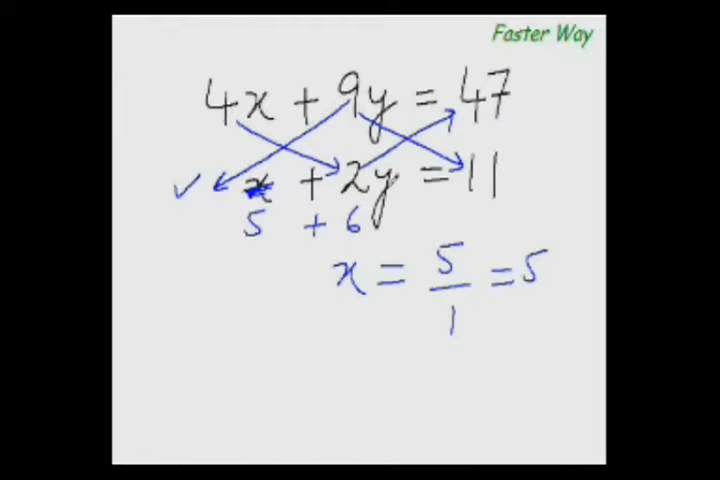 Faster Way
4x + 9y = 47
✓ x + 2y = 11
5 + 6
x = 5/1 = 5